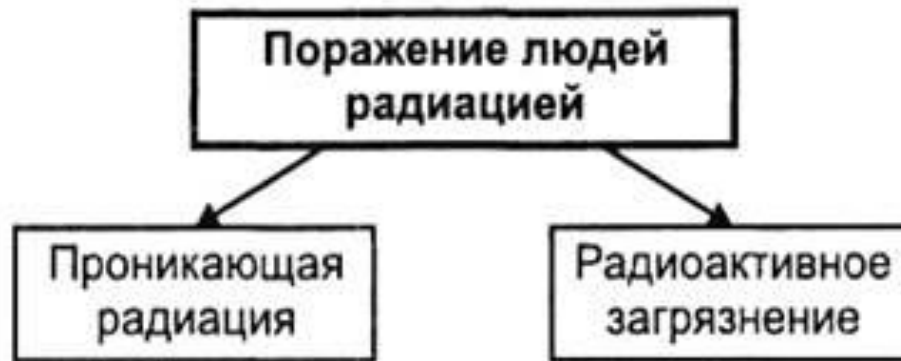 Поражение людей
радиацией
Проникающая
радиация
Радиоактивное
загрязнение